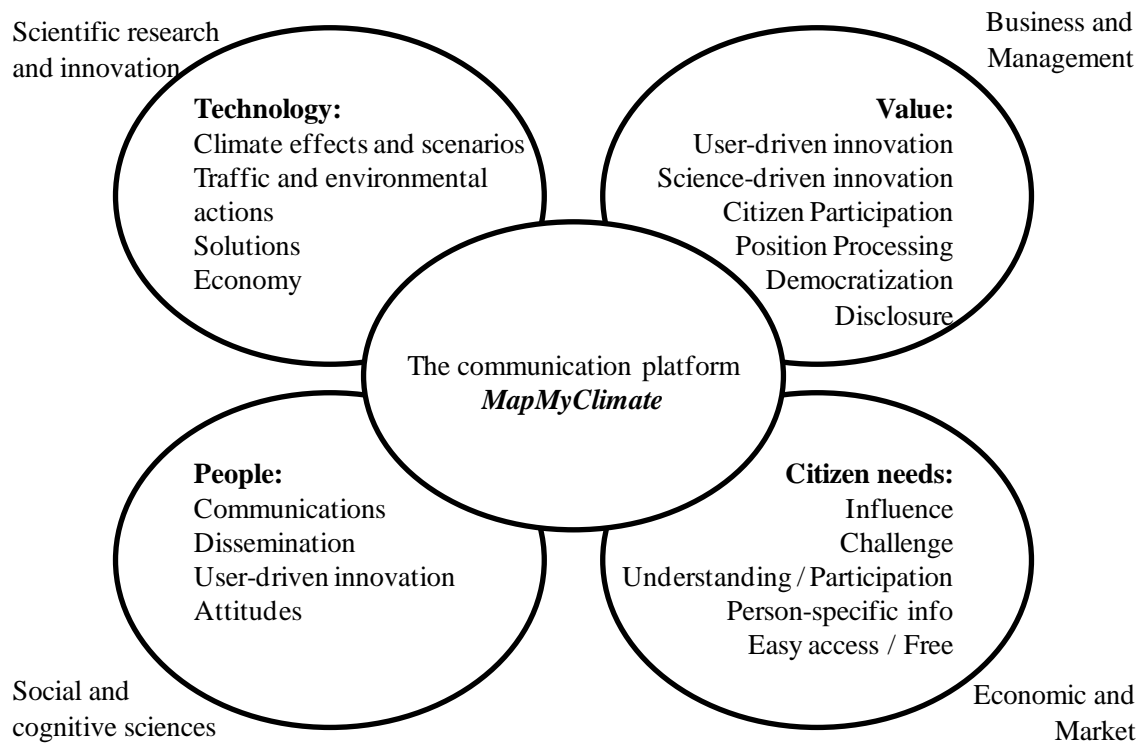 Scientific research
and innovation
Technology:
Climate effects and scenarios
Traffic and environmental
actions
Solutions
Economy
Business and
Management
Value:
User-driven innovation
Science-driven innovation
Citizen Participation
Position Processing
Democratization
Disclosure
The communication platform
MapMyClimate
People:
Communications
Dissemination
User-driven innovation
Attitudes
Social and
cognitive sciences
Citizen needs:
Influence
Challenge
Understanding / Participation
Person-specific info
Easy access / Free
Economic and
Market